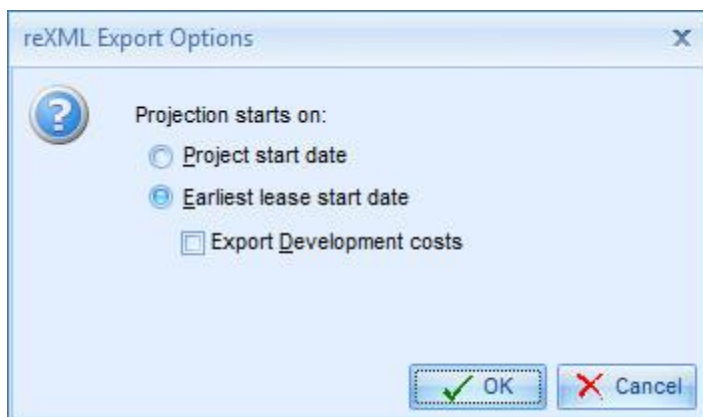 reXML Export Options
Projection starts on:
Project start date
Earliest lease start date
Export Development costs
OK Cancel